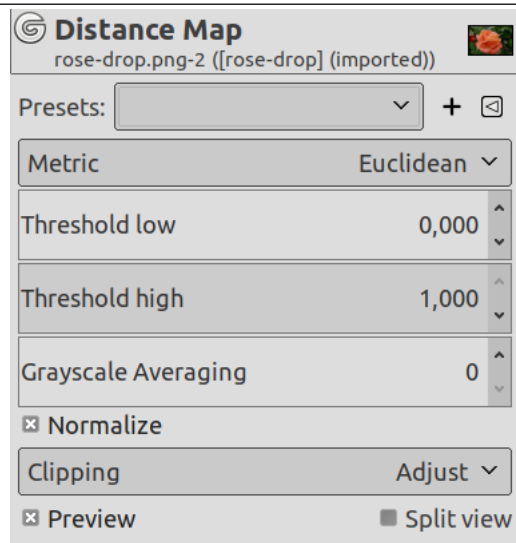 Distance Map
rose-drop.png-2 ([rose-drop] (imported))
Presets:
Metric Euclidean
Threshold low 0,000
Threshold high 1,000
Grayscale Averaging 0
Normalize
Clipping Adjust
Preview Split view